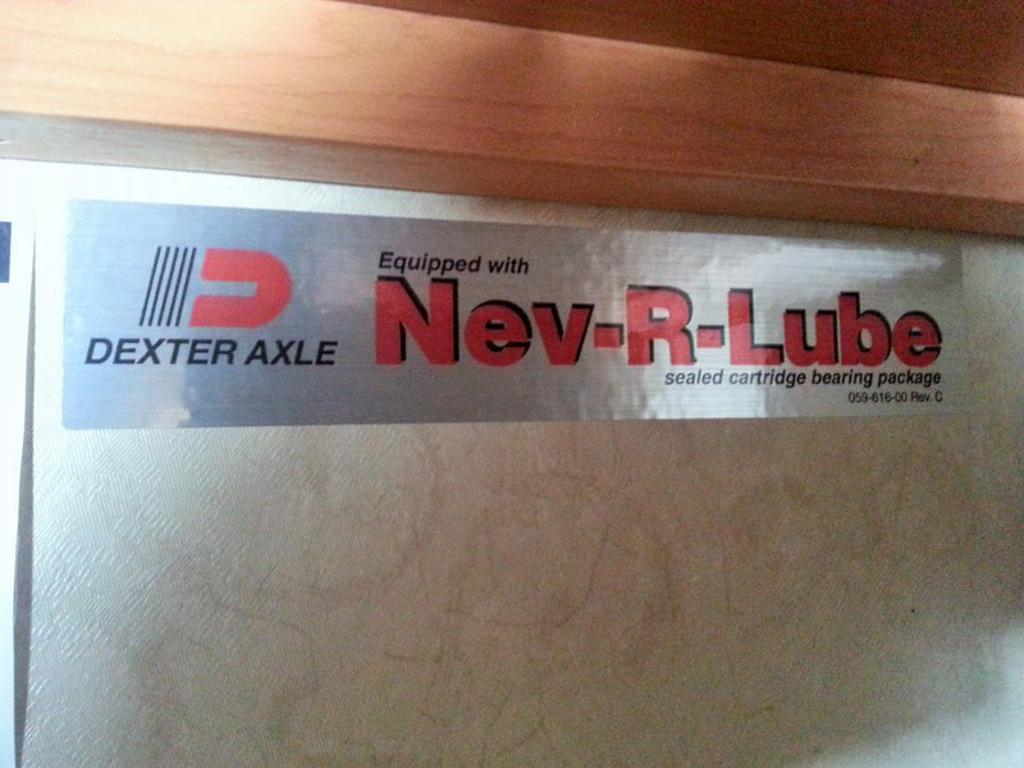 DEXTER AXLE
Equipped with
Nev-R-Lube
sealed cartridge bearing package
059-616-00 Rev. C